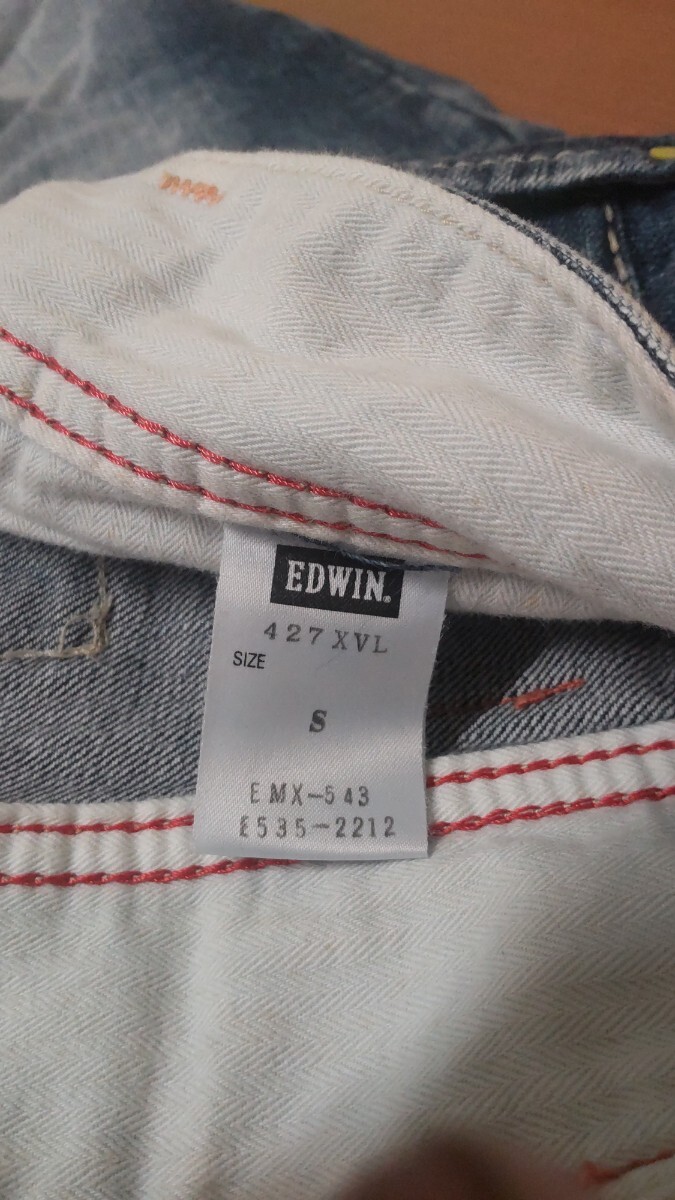 EDWIN.
427XVL
SIZE
S
EMX-543
E535-2212